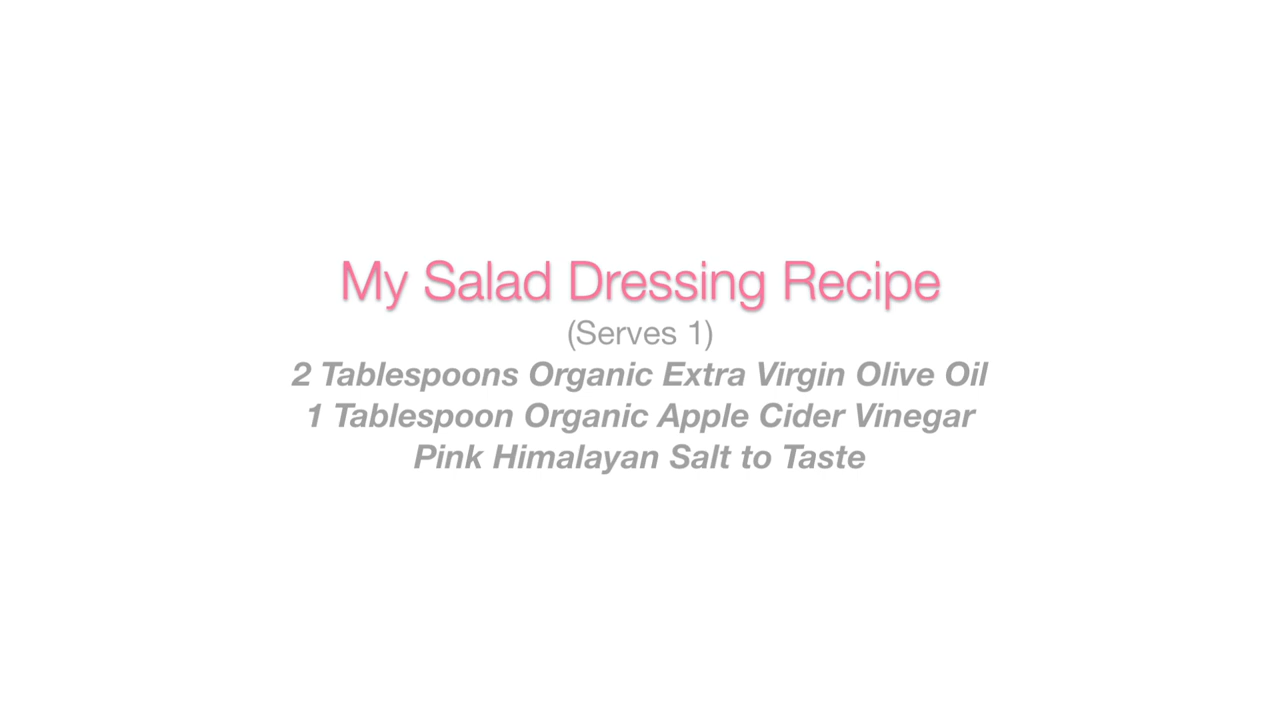 My Salad Dressing Recipe
(Serves 1)
2 Tablespoons Organic Extra Virgin Olive Oil
1 Tablespoon Organic Apple Cider Vinegar
Pink Himalayan Salt to Taste